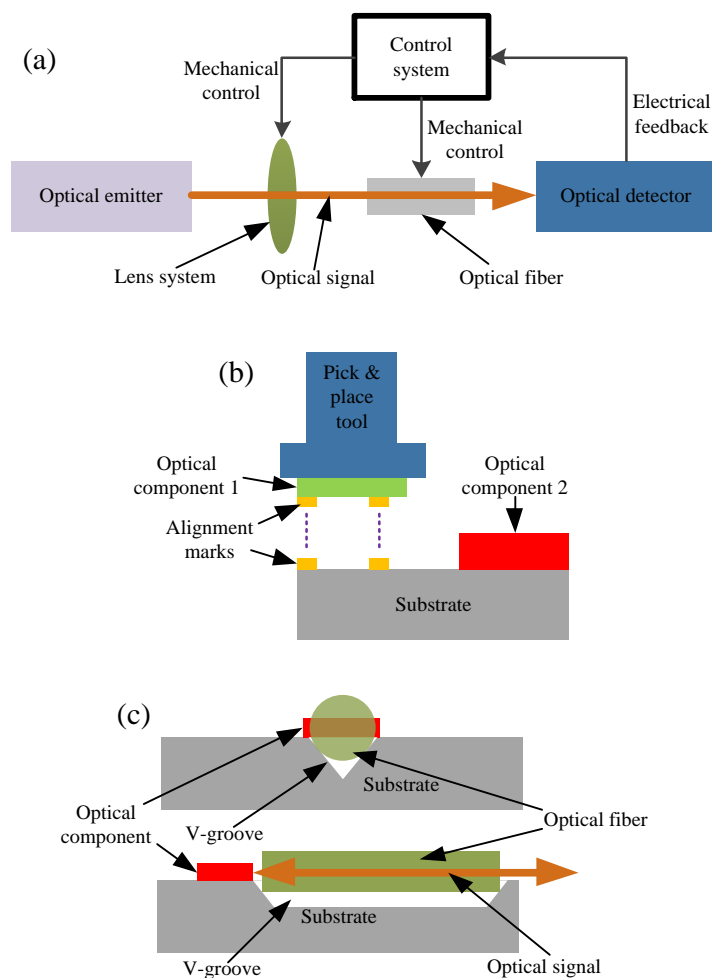 (a)
Control
system
Mechanical
control
Mechanical
control
Electrical
feedback
Optical emitter
Optical detector
Lens system
Optical signal
Optical fiber
(b)
Pick &
place
tool
Optical
component 1
Optical
component 2
Alignment
marks
Substrate
(c)
Substrate
Optical
component
V-groove
Optical fiber
Substrate
V-groove
Optical signal